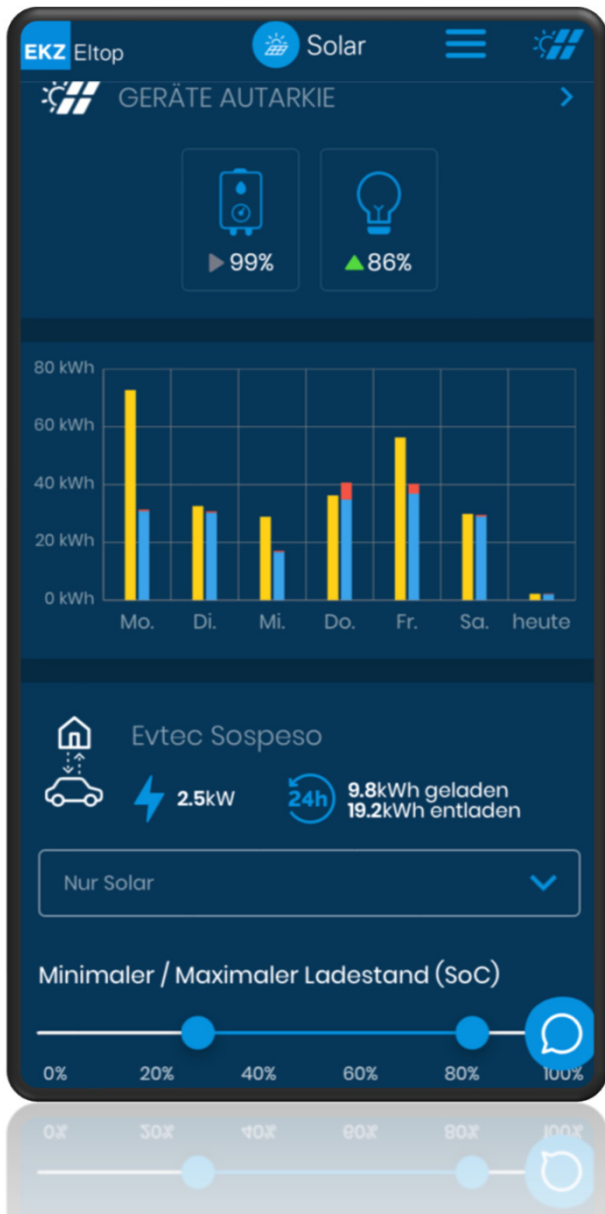 EKZ Eltop
Solar
GERÄTE AUTARKIE
99%
86%
80 kWh
60 kWh
40 kWh
20 kWh
0 kWh
Mo. Di. Mi. Do. Fr. Sa. heute
Evtec Sospeso
2.5kW
24h
9.8kWh geladen
19.2kWh entladen
Nur Solar
Minimaler / Maximaler Ladestand (SoC)
0% 20% 40% 60% 80% 100%